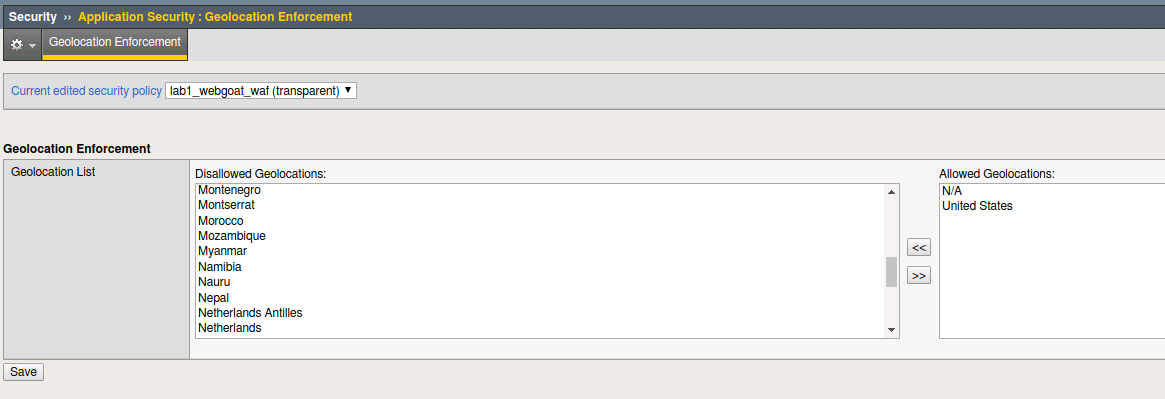 Security ›› Application Security : Geolocation Enforcement
Geolocation Enforcement
Current edited security policy lab1_webgoat_waf (transparent)
Geolocation Enforcement
Geolocation List
Disallowed Geolocations:
Montenegro
Montserrat
Morocco
Mozambique
Myanmar
Namibia
Nauru
Nepal
Netherlands Antilles
Netherlands
<<
>>
Allowed Geolocations:
N/A
United States
Save